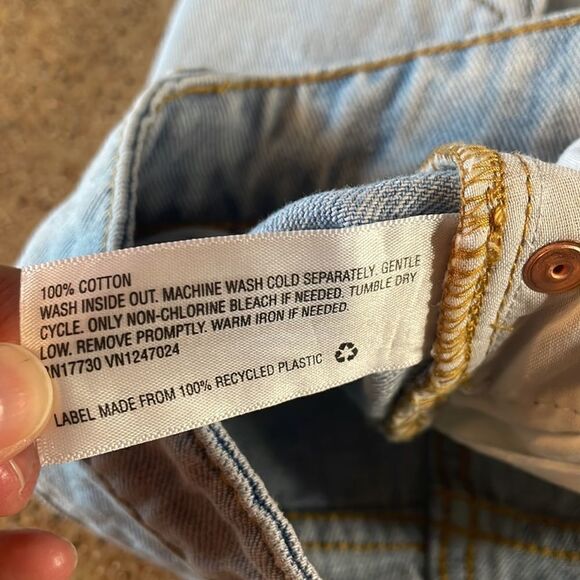 100% COTTON
WASH INSIDE OUT. MACHINE WASH COLD SEPARATELY. GENTLE
CYCLE. ONLY NON-CHLORINE BLEACH IF NEEDED. TUMBLE DRY
LOW. REMOVE PROMPTLY. WARM IRON IF NEEDED.
RN17730 VN1247024
LABEL MADE FROM 100% RECYCLED PLASTIC